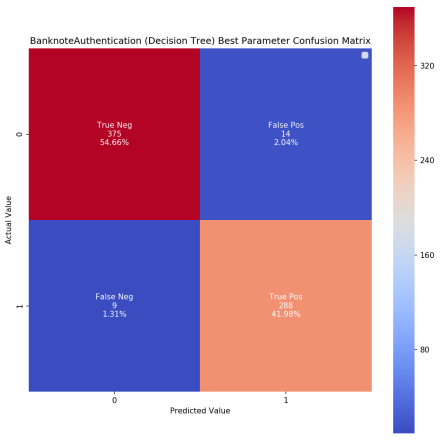 BanknoteAuthentication (Decision Tree) Best Parameter Confusion Matrix
True Neg
375
54.66%
False Pos
14
2.04%
False Neg
9
1.31%
True Pos
288
41.98%
0
1
Actual Value
0
1
Predicted Value
320
240
160
80